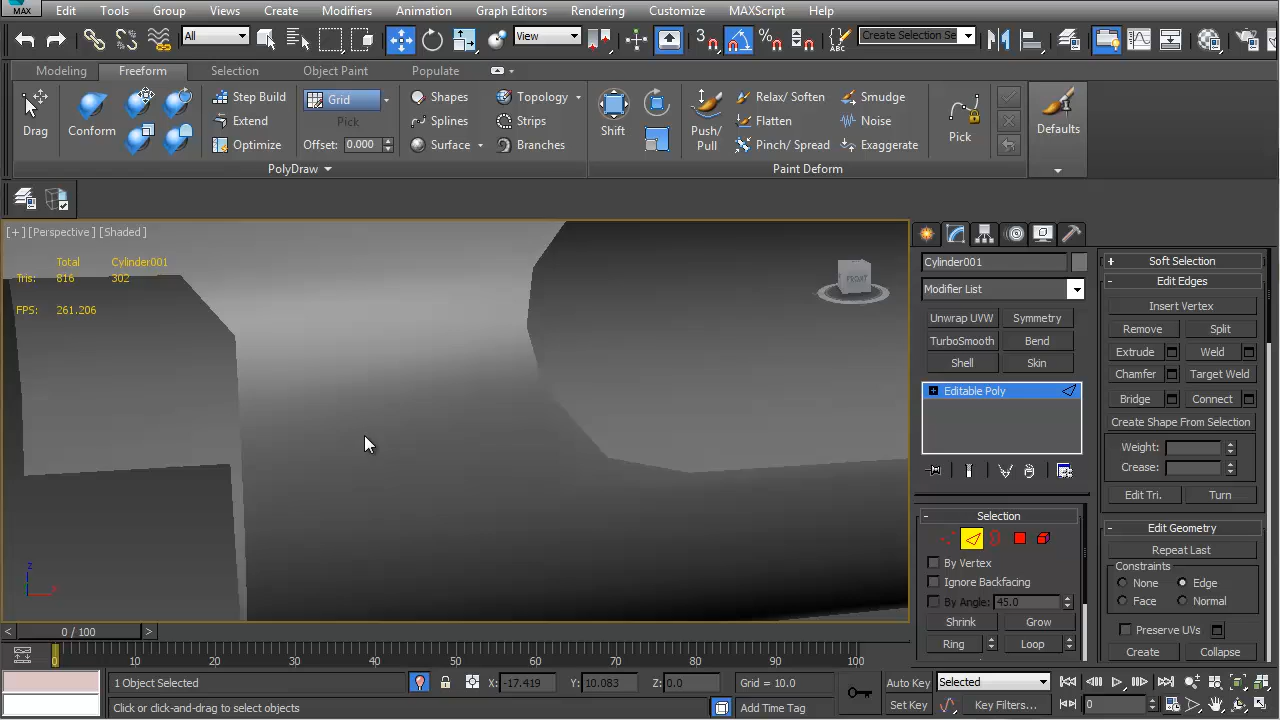 MAX Edit Tools Group Views Create Modifiers Animation Graph Editors Rendering Customize MAXScript Help
All View 3 % ABC Create Selection Se
Modeling Freeform Selection Object Paint Populate
Drag Conform Step Build Extend Optimize Grid Pick Offset: 0.000 Shapes Splines Surface Topology Strips Branches Shift Push/Pull Relax/ Soften Flatten Pinch/ Spread Smudge Noise Exaggerate Pick Defaults
PolyDraw Paint Deform
[+] [Perspective] [Shaded]
Total Cylinder001
Tris: 816 302
FPS: 261.206
FRONT
z
x
Cylinder001
Modifier List
Unwrap UVW Symmetry
TurboSmooth Bend
Shell Skin
Editable Poly
- Selection
By Vertex
Ignore Backfacing
By Angle: 45.0
Shrink Grow
Ring Loop
+ Soft Selection
- Edit Edges
Insert Vertex
Remove Split
Extrude Weld
Chamfer Target Weld
Bridge Connect
Create Shape From Selection
Weight:
Crease:
Edit Tri. Turn
- Edit Geometry
Repeat Last
Constraints
None Edge
Face Normal
Preserve UVs
Create Collapse
< 0 / 100 >
0 10 20 30 40 50 60 70 80 90 100
1 Object Selected X: -17.419 Y: 10.083 Z: 0.0 Grid = 10.0 Auto Key Selected
Click or click-and-drag to select objects Add Time Tag Set Key Key Filters... 0